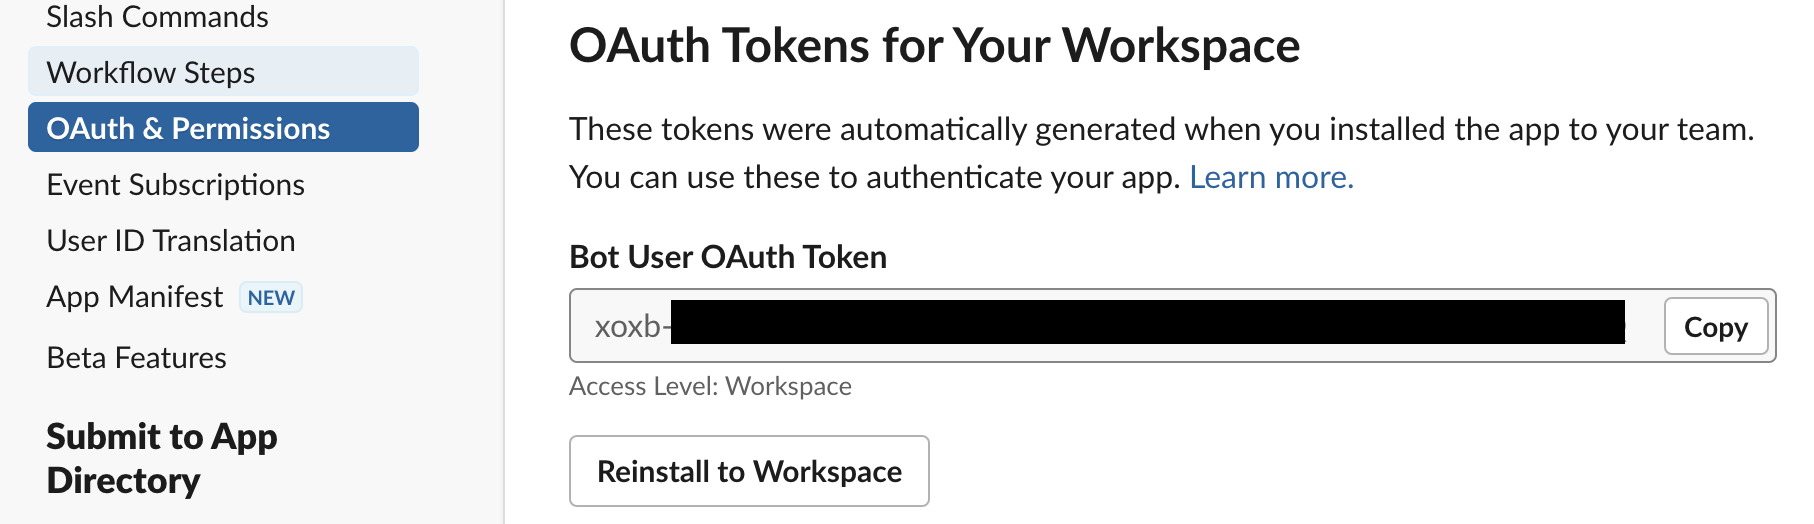 Slash Commands
Workflow Steps
OAuth & Permissions
Event Subscriptions
User ID Translation
App Manifest NEW
Beta Features
Submit to App
Directory
OAuth Tokens for Your Workspace
These tokens were automatically generated when you installed the app to your team.
You can use these to authenticate your app. Learn more.
Bot User OAuth Token
xoxb-
Copy
Access Level: Workspace
Reinstall to Workspace